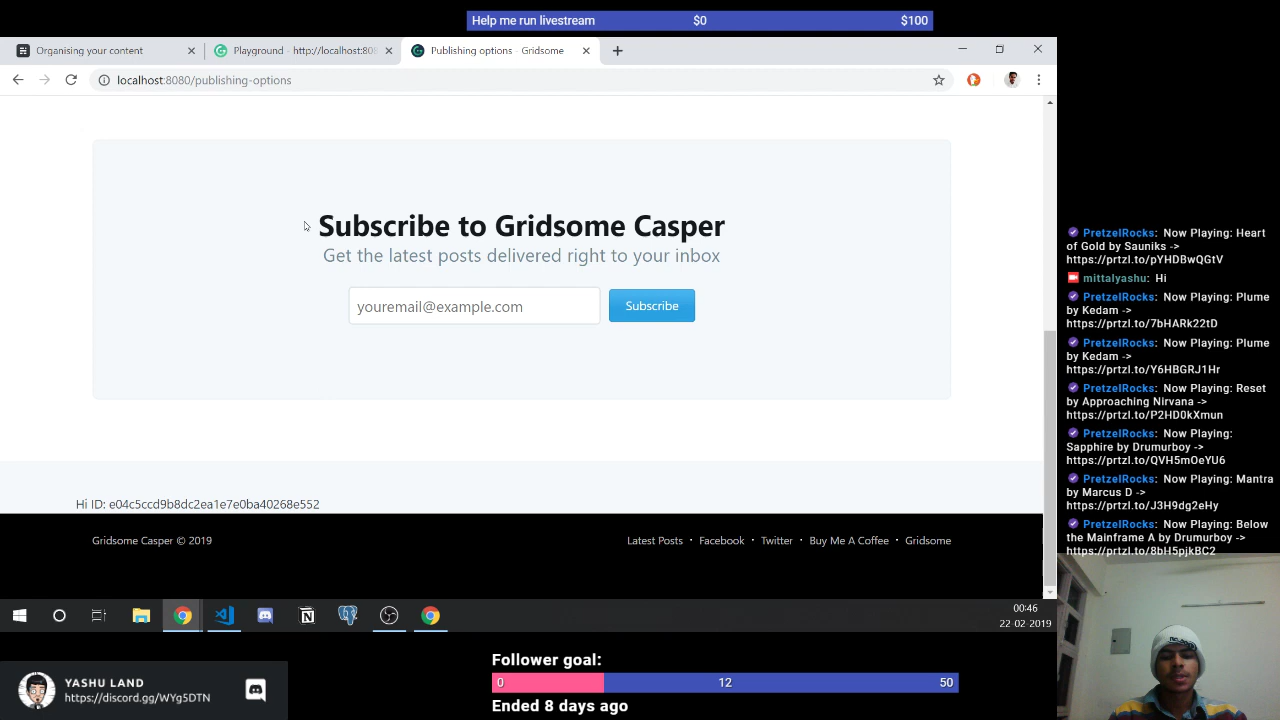 Help me run livestream $0 $100
Organising your content
Playground - http://localhost:808
Publishing options - Gridsome
localhost:8080/publishing-options
Subscribe to Gridsome Casper
Get the latest posts delivered right to your inbox
youremail@example.com
Subscribe
Hi ID: e04c5ccd9b8dc2ea1e7e0ba40268e552
Gridsome Casper © 2019
Latest Posts · Facebook · Twitter · Buy Me A Coffee · Gridsome
00:46
22-02-2019
PretzelRocks: Now Playing: Heart
of Gold by Sauniks ->
https://prtzl.to/pYHDBwQGtV
mittalyashu: Hi
PretzelRocks: Now Playing: Plume
by Kedam ->
https://prtzl.to/7bHARk22tD
PretzelRocks: Now Playing: Plume
by Kedam ->
https://prtzl.to/Y6HBGRJ1Hr
PretzelRocks: Now Playing: Reset
by Approaching Nirvana ->
https://prtzl.to/P2HD0kXmun
PretzelRocks: Now Playing:
Sapphire by Drumurboy ->
https://prtzl.to/QVH5mOeYU6
PretzelRocks: Now Playing: Mantra
by Marcus D ->
https://prtzl.to/J3H9dg2eHy
PretzelRocks: Now Playing: Below
the Mainframe A by Drumurboy ->
https://prtzl.to/8bH5pjkBC2
YASHU LAND
https://discord.gg/WYg5DTN
Follower goal:
0 12 50
Ended 8 days ago